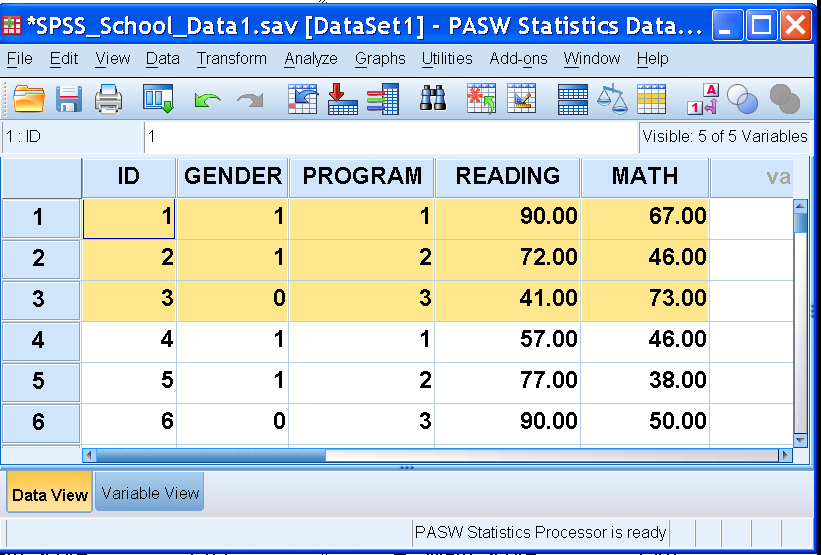 *SPSS_School_Data1.sav [DataSet1] - PASW Statistics Data...
File Edit View Data Transform Analyze Graphs Utilities Add-ons Window Help
1 : ID 1 Visible: 5 of 5 Variables
ID GENDER PROGRAM READING MATH va
1 1 1 1 90.00 67.00
2 2 1 2 72.00 46.00
3 3 0 3 41.00 73.00
4 4 1 1 57.00 46.00
5 5 1 2 77.00 38.00
6 6 0 3 90.00 50.00
Data View Variable View
PASW Statistics Processor is ready